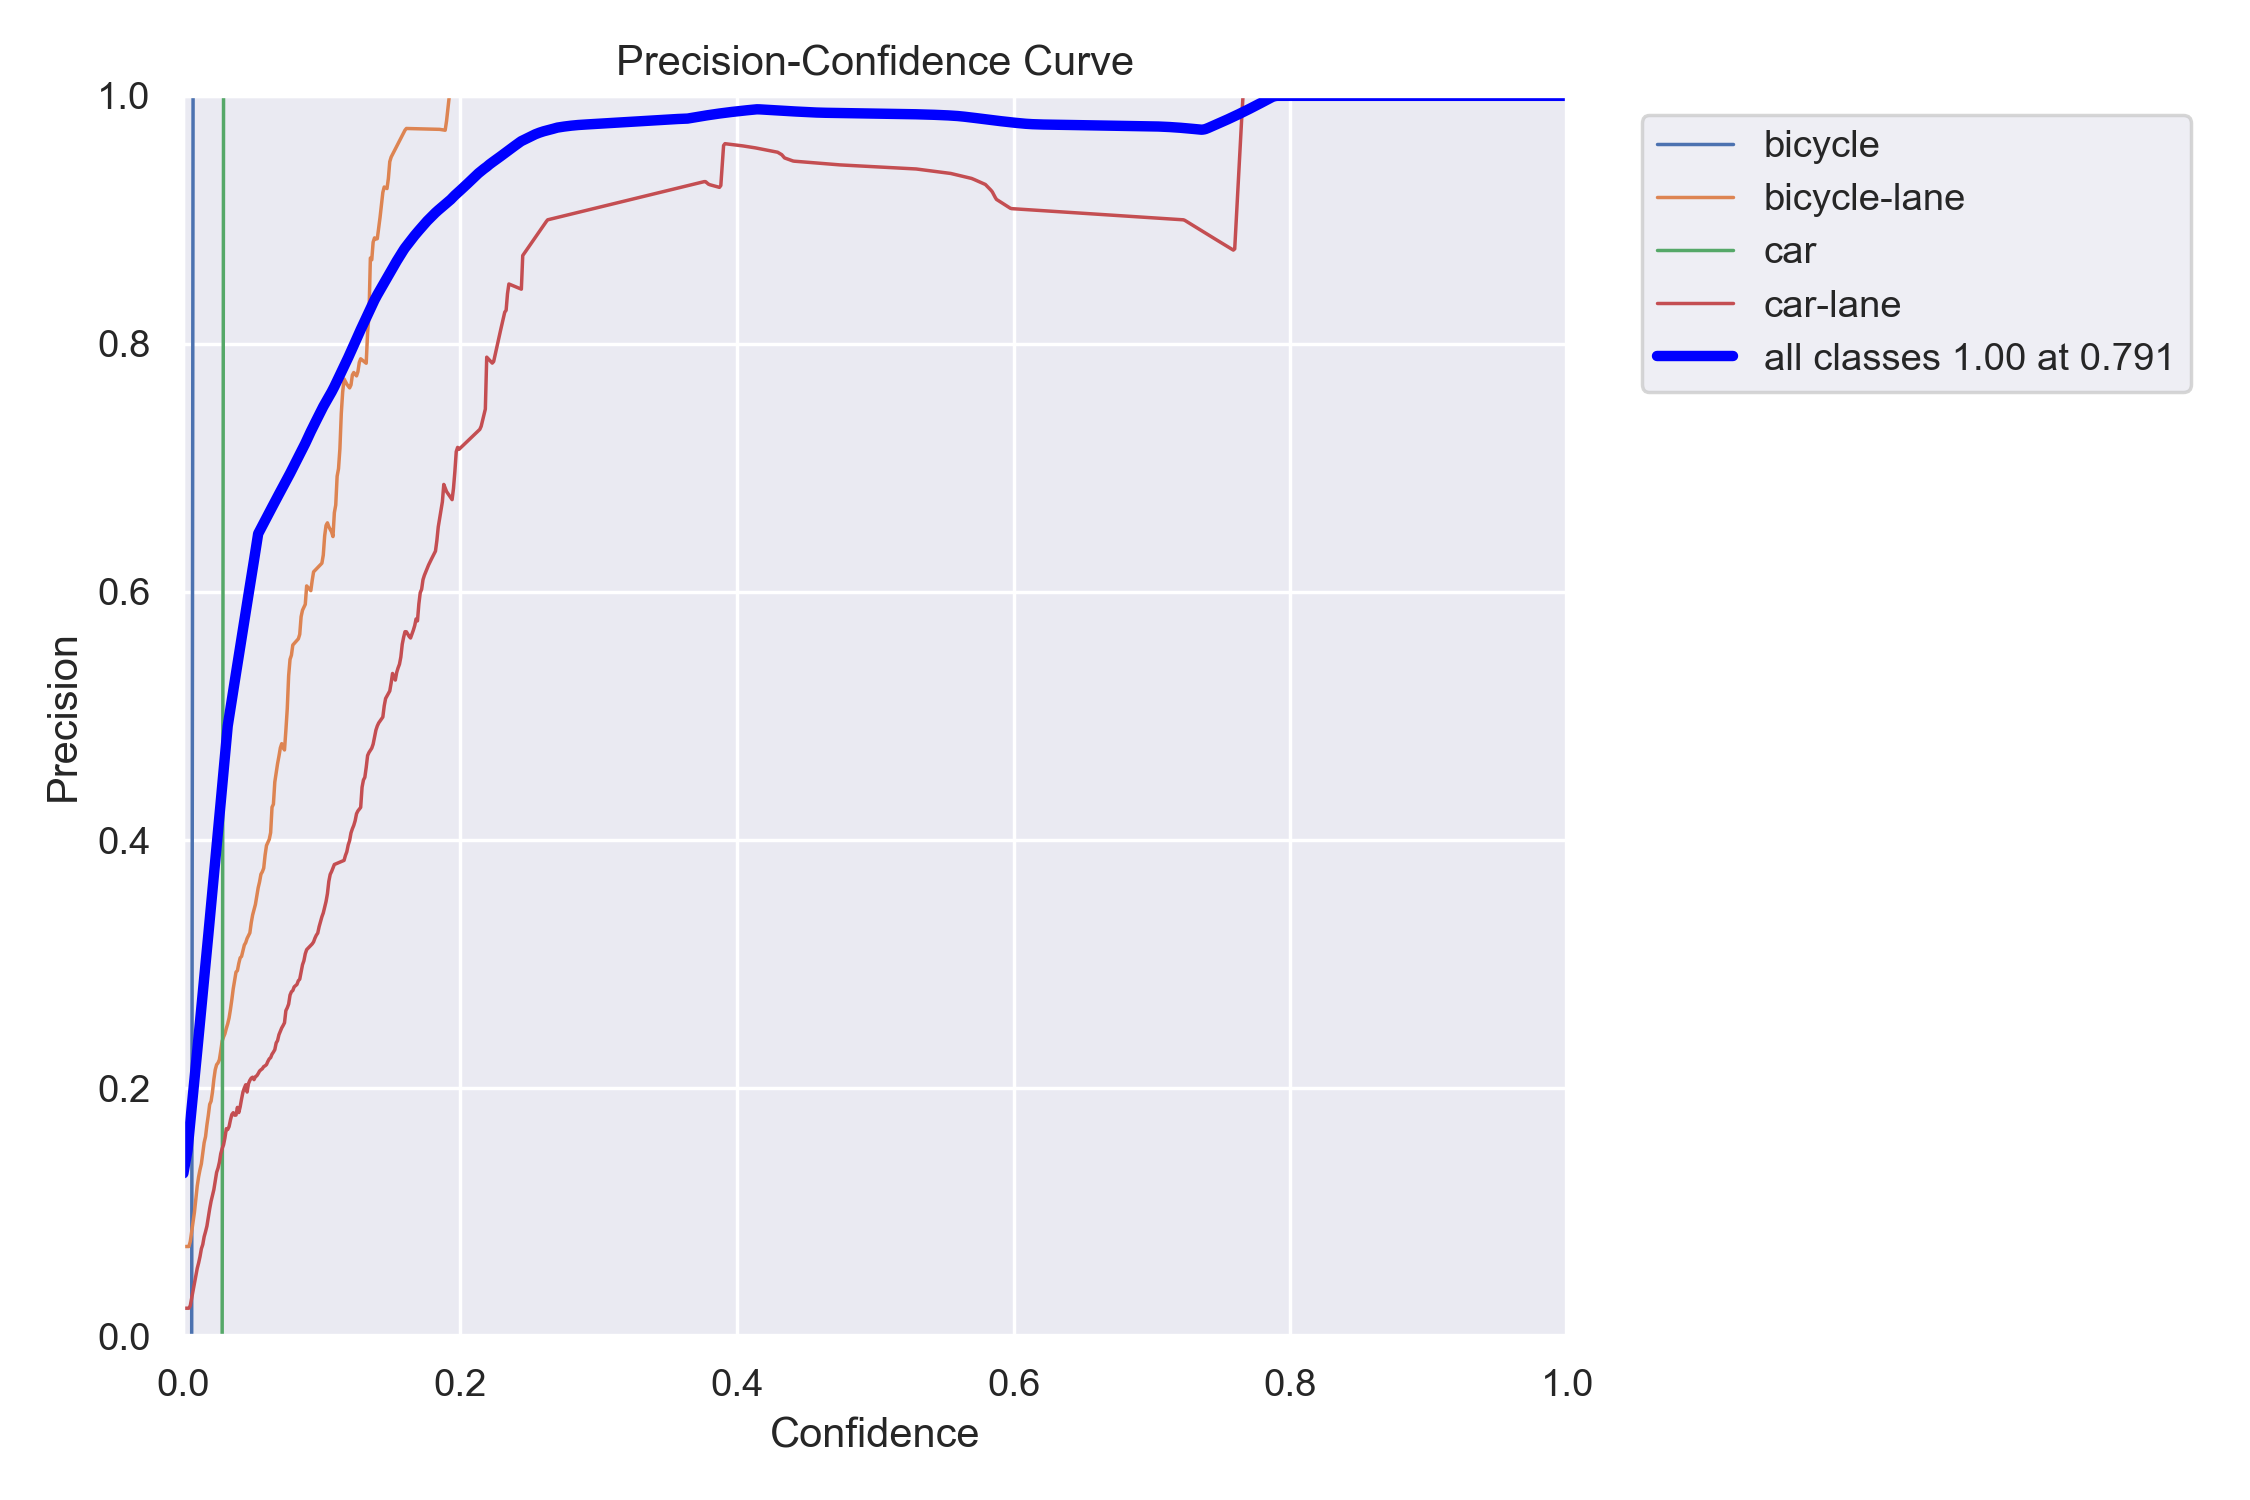 Precision-Confidence Curve
1.0
0.8
0.6
0.4
0.2
0.0
Precision
0.0 0.2 0.4 0.6 0.8 1.0
Confidence
bicycle
bicycle-lane
car
car-lane
all classes 1.00 at 0.791